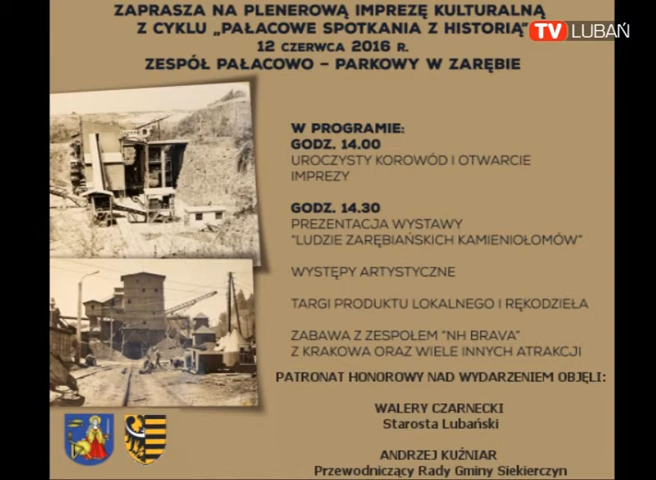 ZAPRASZA NA PLENEROWĄ IMPREZĘ KULTURALNĄ
Z CYKLU „PAŁACOWE SPOTKANIA Z HISTORIĄ"
TV LUBAŃ
12 CZERWCA 2016 R.
ZESPÓŁ PAŁACOWO – PARKOWY W ZARĘBIE
W PROGRAMIE:
GODZ. 14.00
UROCZYSTY KOROWÓD I OTWARCIE
IMPREZY
GODZ. 14.30
PREZENTACJA WYSTAWY
"LUDZIE ZARĘBIAŃSKICH KAMIENIOŁOMÓW"
WYSTĘPY ARTYSTYCZNE
TARGI PRODUKTU LOKALNEGO I RĘKODZIEŁA
ZABAWA Z ZESPOŁEM "NH BRAVA"
Z KRAKOWA ORAZ WIELE INNYCH ATRAKCJI
PATRONAT HONOROWY NAD WYDARZENIEM OBJĘLI:
WALERY CZARNECKI
Starosta Lubański
ANDRZEJ KUŹNIAR
Przewodniczący Rady Gminy Siekierczyn